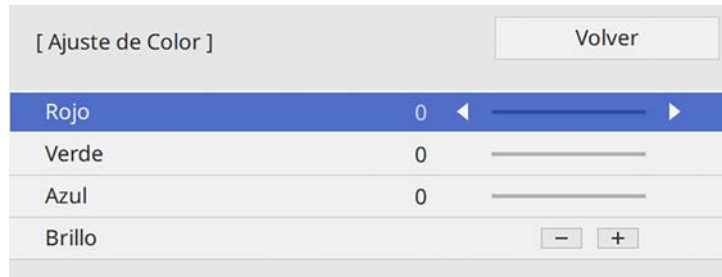 [ Ajuste de Color ]
Volver
Rojo 0
Verde 0
Azul 0
Brillo − +